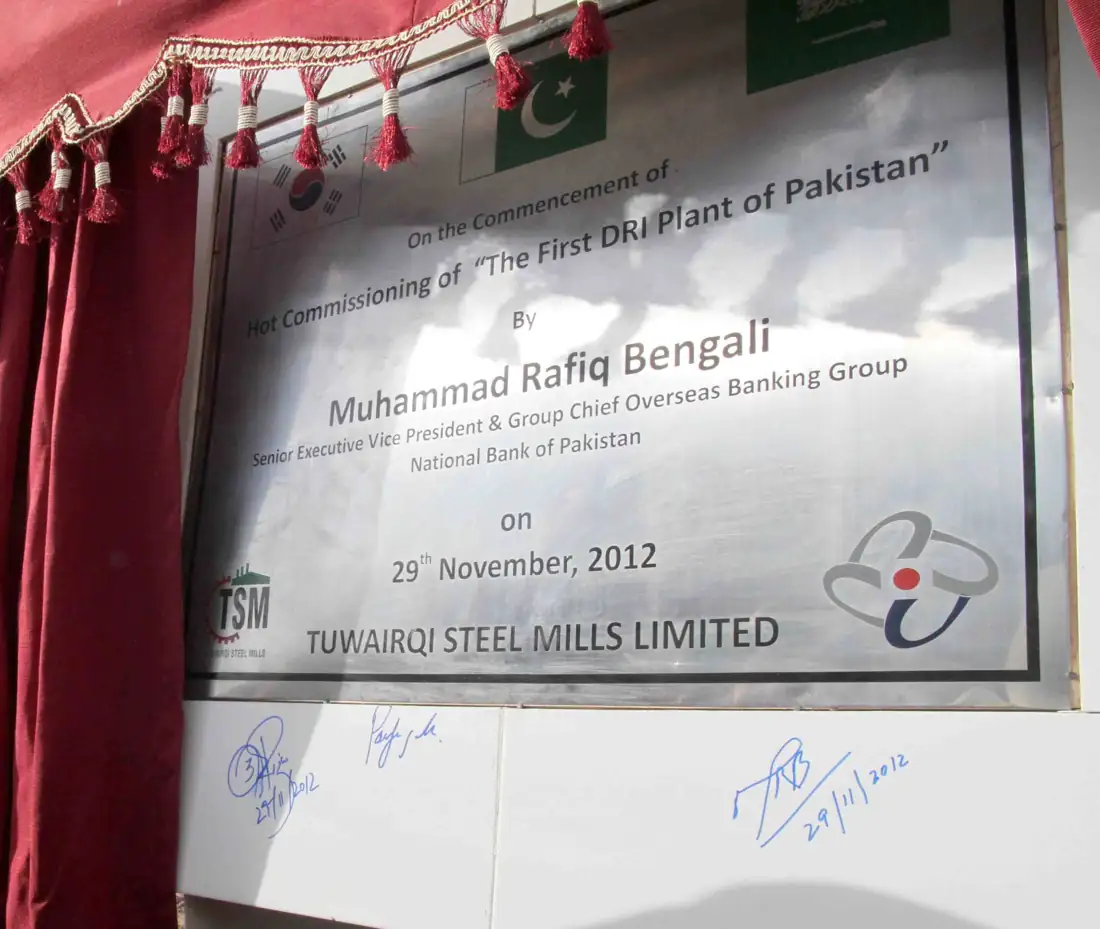 On the Commencement of
Hot Commissioning of "The First DRI Plant of Pakistan"
By
Muhammad Rafiq Bengali
Senior Executive Vice President & Group Chief Overseas Banking Group
National Bank of Pakistan
on
29th November, 2012
TSM
STEEL MILLS
TUWAIRQI STEEL MILLS LIMITED
29/11/2012
29/11/2012